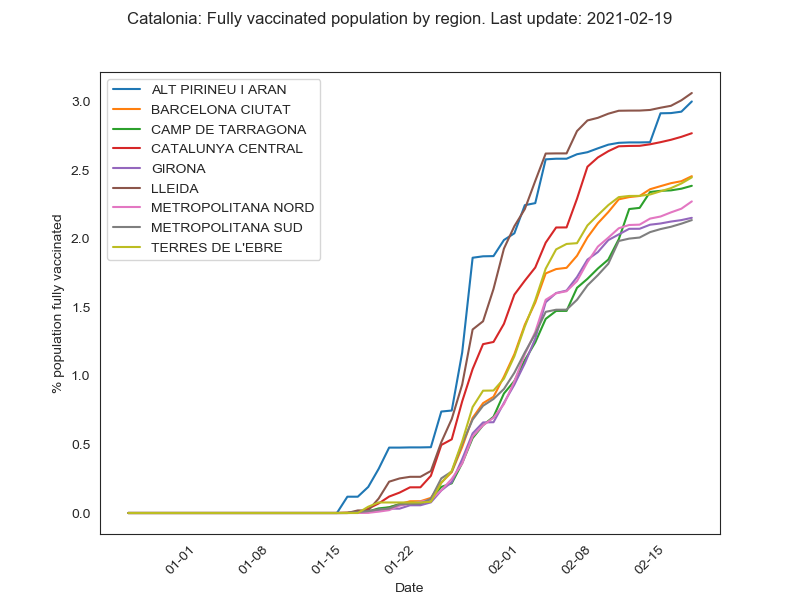 Catalonia: Fully vaccinated population by region. Last update: 2021-02-19
ALT PIRINEU I ARAN
BARCELONA CIUTAT
CAMP DE TARRAGONA
CATALUNYA CENTRAL
GIRONA
LLEIDA
METROPOLITANA NORD
METROPOLITANA SUD
TERRES DE L'EBRE
% population fully vaccinated
3.0
2.5
2.0
1.5
1.0
0.5
0.0
01-01
01-08
01-15
01-22
02-01
02-08
02-15
Date